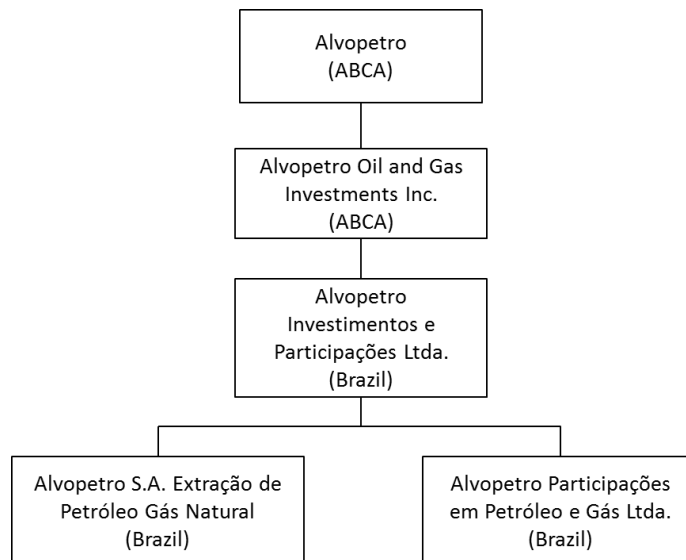 Alvopetro
(ABCA)
Alvopetro Oil and Gas
Investments Inc.
(ABCA)
Alvopetro
Investimentos e
Participações Ltda.
(Brazil)
Alvopetro S.A. Extração de
Petróleo Gás Natural
(Brazil)
Alvopetro Participações
em Petróleo e Gás Ltda.
(Brazil)